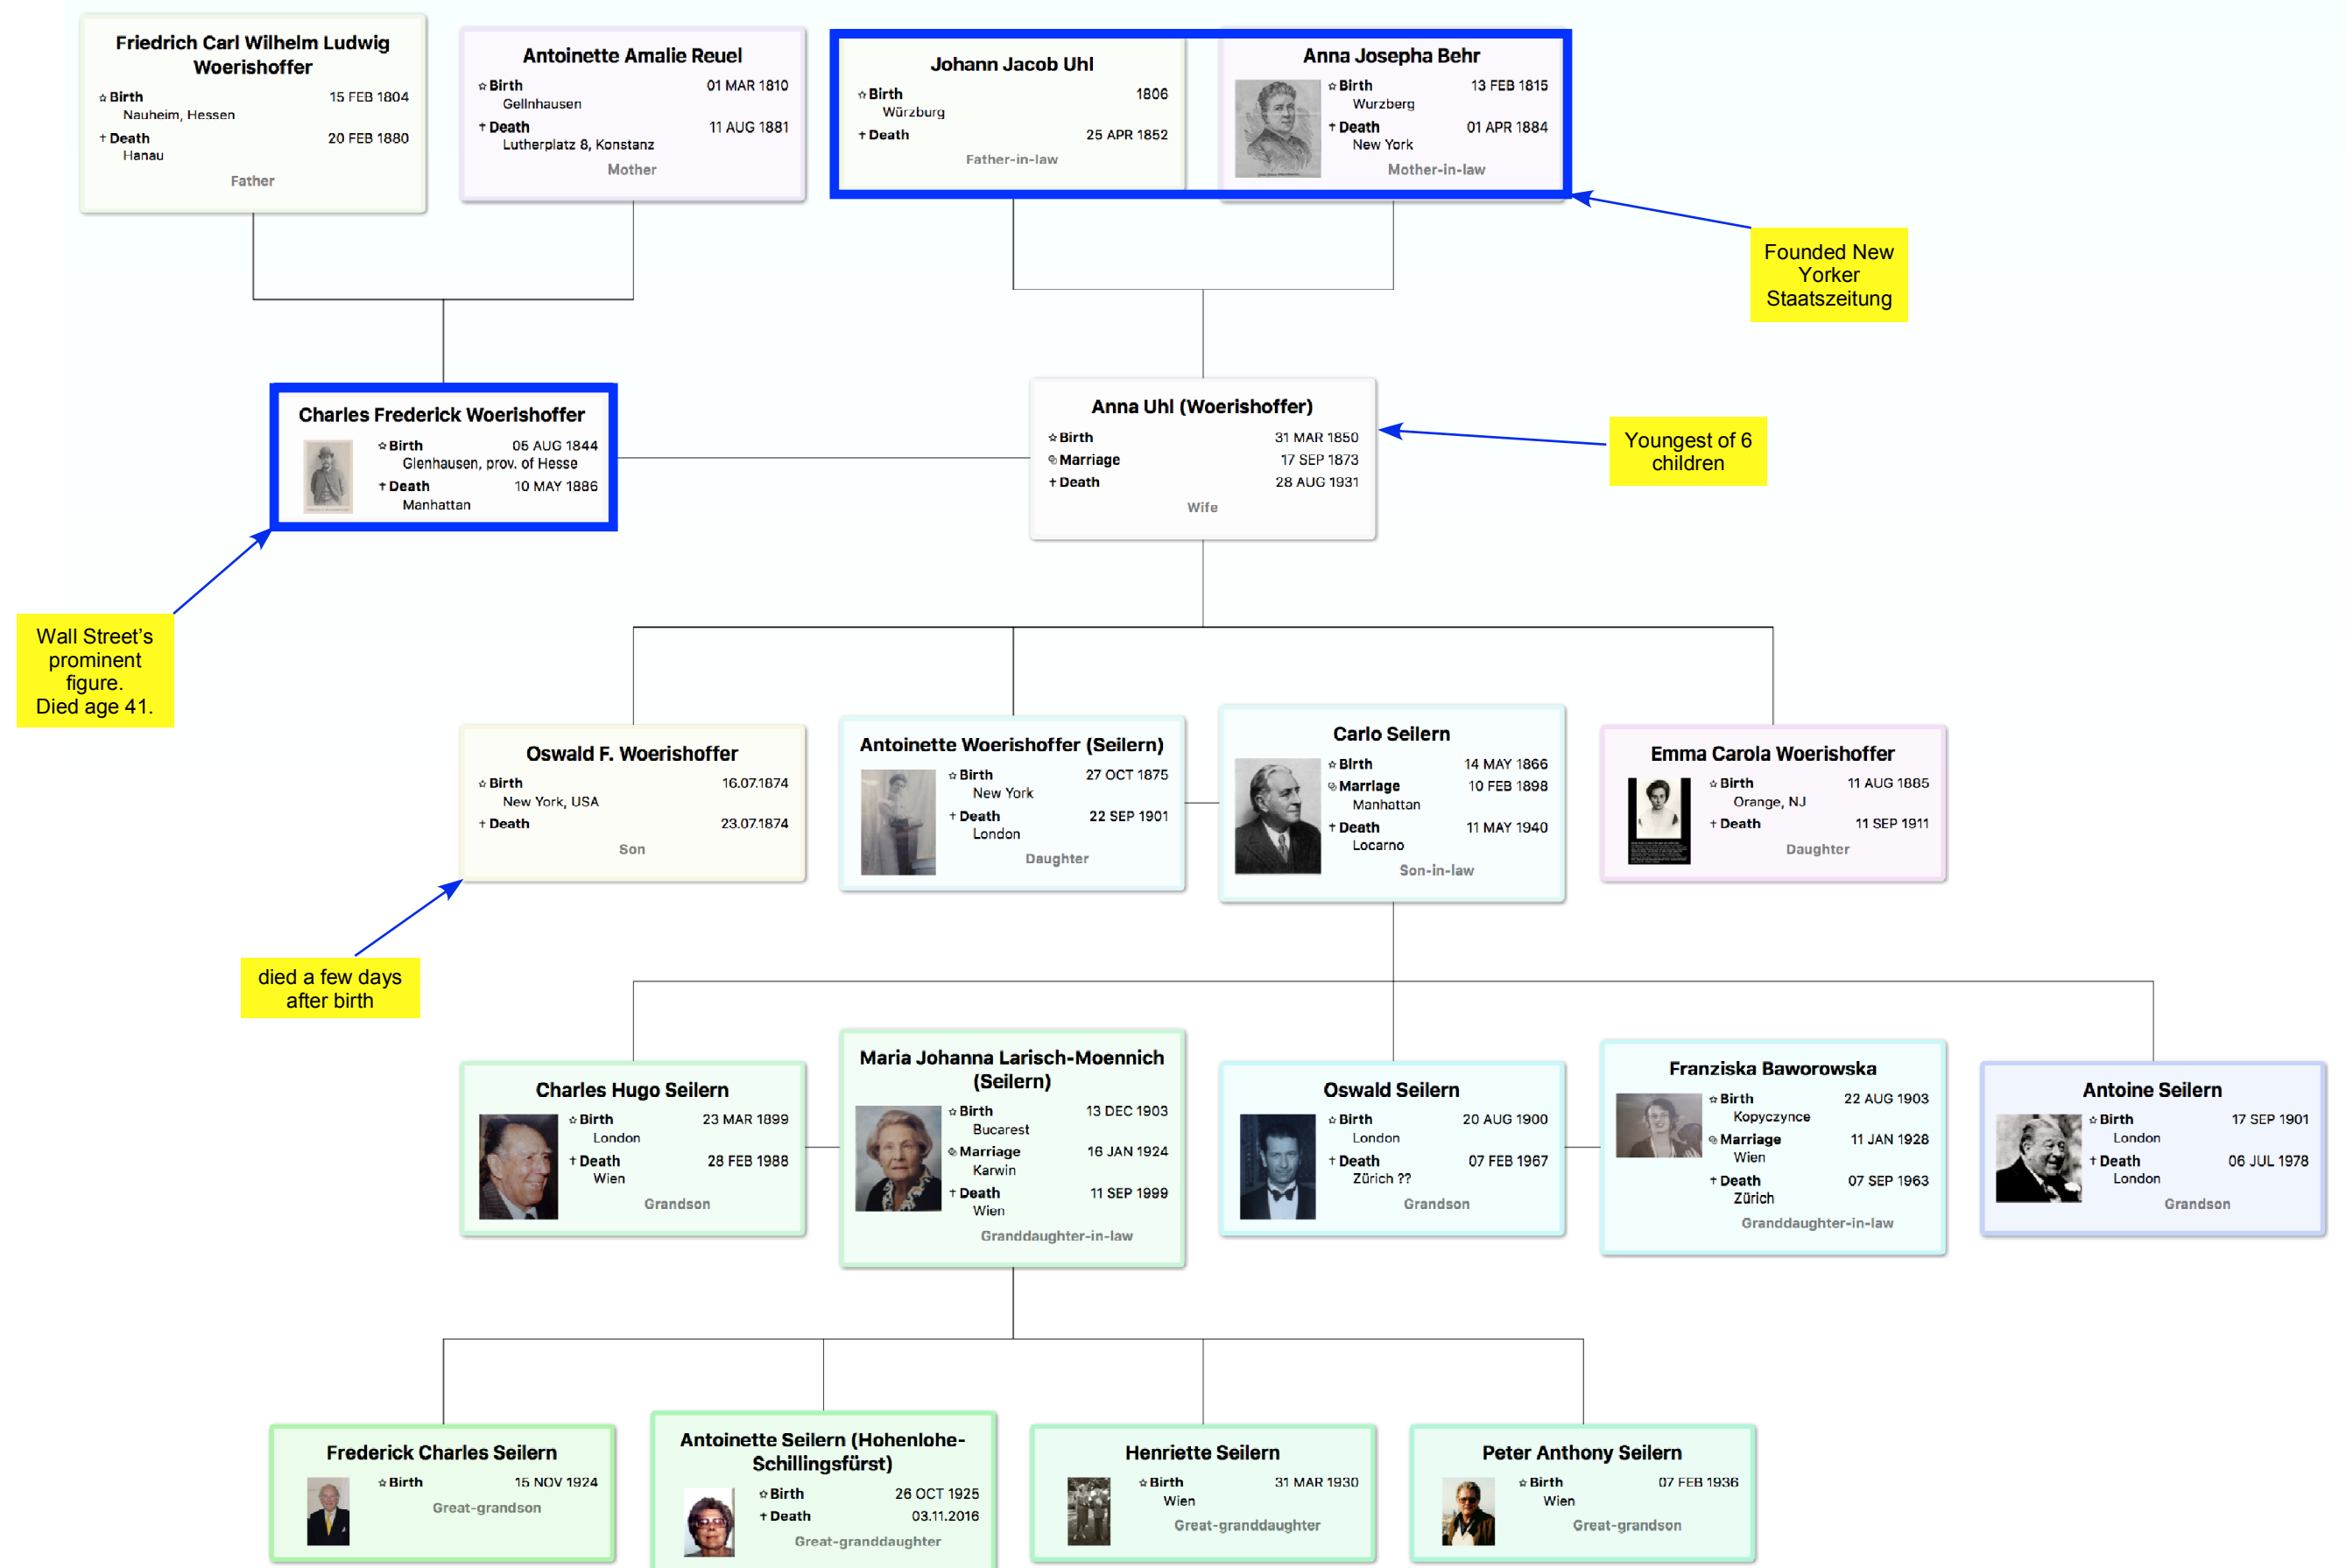 Friedrich Carl Wilhelm Ludwig
Woerishoffer
☆ Birth 15 FEB 1804
Nauheim, Hessen
† Death 20 FEB 1880
Hanau
Father
Antoinette Amalie Reuel
☆ Birth 01 MAR 1810
Gellnhausen
† Death 11 AUG 1881
Lutherplatz 8, Konstanz
Mother
Johann Jacob Uhl
☆ Birth 1806
Würzburg
† Death 25 APR 1852
Father-in-law
Anna Josepha Behr
☆ Birth 13 FEB 1815
Wurzberg
† Death 01 APR 1884
New York
Mother-in-law
Founded New
Yorker
Staatszeitung
Charles Frederick Woerishoffer
☆ Birth 05 AUG 1844
Glenhausen, prov. of Hesse
† Death 10 MAY 1886
Manhattan
Anna Uhl (Woerishoffer)
☆ Birth 31 MAR 1850
Marriage 17 SEP 1873
† Death 28 AUG 1931
Wife
Youngest of 6
children
Wall Street’s
prominent
figure.
Died age 41.
Oswald F. Woerishoffer
☆ Birth 16.07.1874
New York, USA
† Death 23.07.1874
Son
Antoinette Woerishoffer (Seilern)
☆ Birth 27 OCT 1875
New York
† Death 22 SEP 1901
London
Daughter
Carlo Seilern
☆ Birth 14 MAY 1866
Marriage 10 FEB 1898
Manhattan
† Death 11 MAY 1940
Locarno
Son-in-law
Emma Carola Woerishoffer
☆ Birth 11 AUG 1885
Orange, NJ
† Death 11 SEP 1911
Daughter
died a few days
after birth
Charles Hugo Seilern
☆ Birth 23 MAR 1899
London
† Death 28 FEB 1988
Wien
Grandson
Maria Johanna Larisch-Moennich
(Seilern)
☆ Birth 13 DEC 1903
Bucarest
Marriage 16 JAN 1924
Karwin
† Death 11 SEP 1999
Wien
Granddaughter-in-law
Oswald Seilern
☆ Birth 20 AUG 1900
London
† Death 07 FEB 1967
Zürich ??
Grandson
Franziska Baworowska
☆ Birth 22 AUG 1903
Kopyczynce
Marriage 11 JAN 1928
Wien
† Death 07 SEP 1963
Zürich
Granddaughter-in-law
Antoine Seilern
☆ Birth 17 SEP 1901
London
† Death 06 JUL 1978
London
Grandson
Frederick Charles Seilern
☆ Birth 15 NOV 1924
Great-grandson
Antoinette Seilern (Hohenlohe-
Schillingsfürst)
☆ Birth 26 OCT 1925
† Death 03.11.2016
Great-granddaughter
Henriette Seilern
☆ Birth 31 MAR 1930
Wien
Great-granddaughter
Peter Anthony Seilern
☆ Birth 07 FEB 1936
Wien
Great-grandson